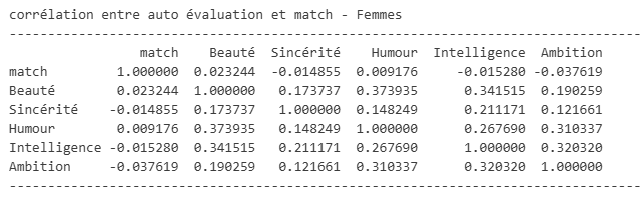 corrélation entre auto évaluation et match - Femmes
--------------------------------------------------------------------------------
match Beauté Sincérité Humour Intelligence Ambition
match 1.000000 0.023244 -0.014855 0.009176 -0.015280 -0.037619
Beauté 0.023244 1.000000 0.173737 0.373935 0.341515 0.190259
Sincérité -0.014855 0.173737 1.000000 0.148249 0.211171 0.121661
Humour 0.009176 0.373935 0.148249 1.000000 0.267690 0.310337
Intelligence -0.015280 0.341515 0.211171 0.267690 1.000000 0.320320
Ambition -0.037619 0.190259 0.121661 0.310337 0.320320 1.000000
--------------------------------------------------------------------------------